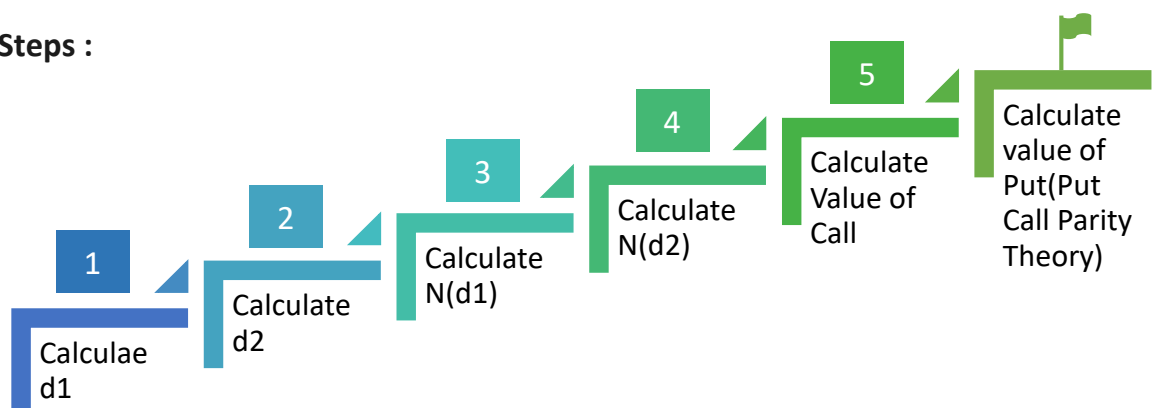 Steps :
1
Calculae
d1
2
Calculate
d2
3
Calculate
N(d1)
4
Calculate
N(d2)
5
Calculate
Value of
Call
Calculate
value of
Put(Put
Call Parity
Theory)